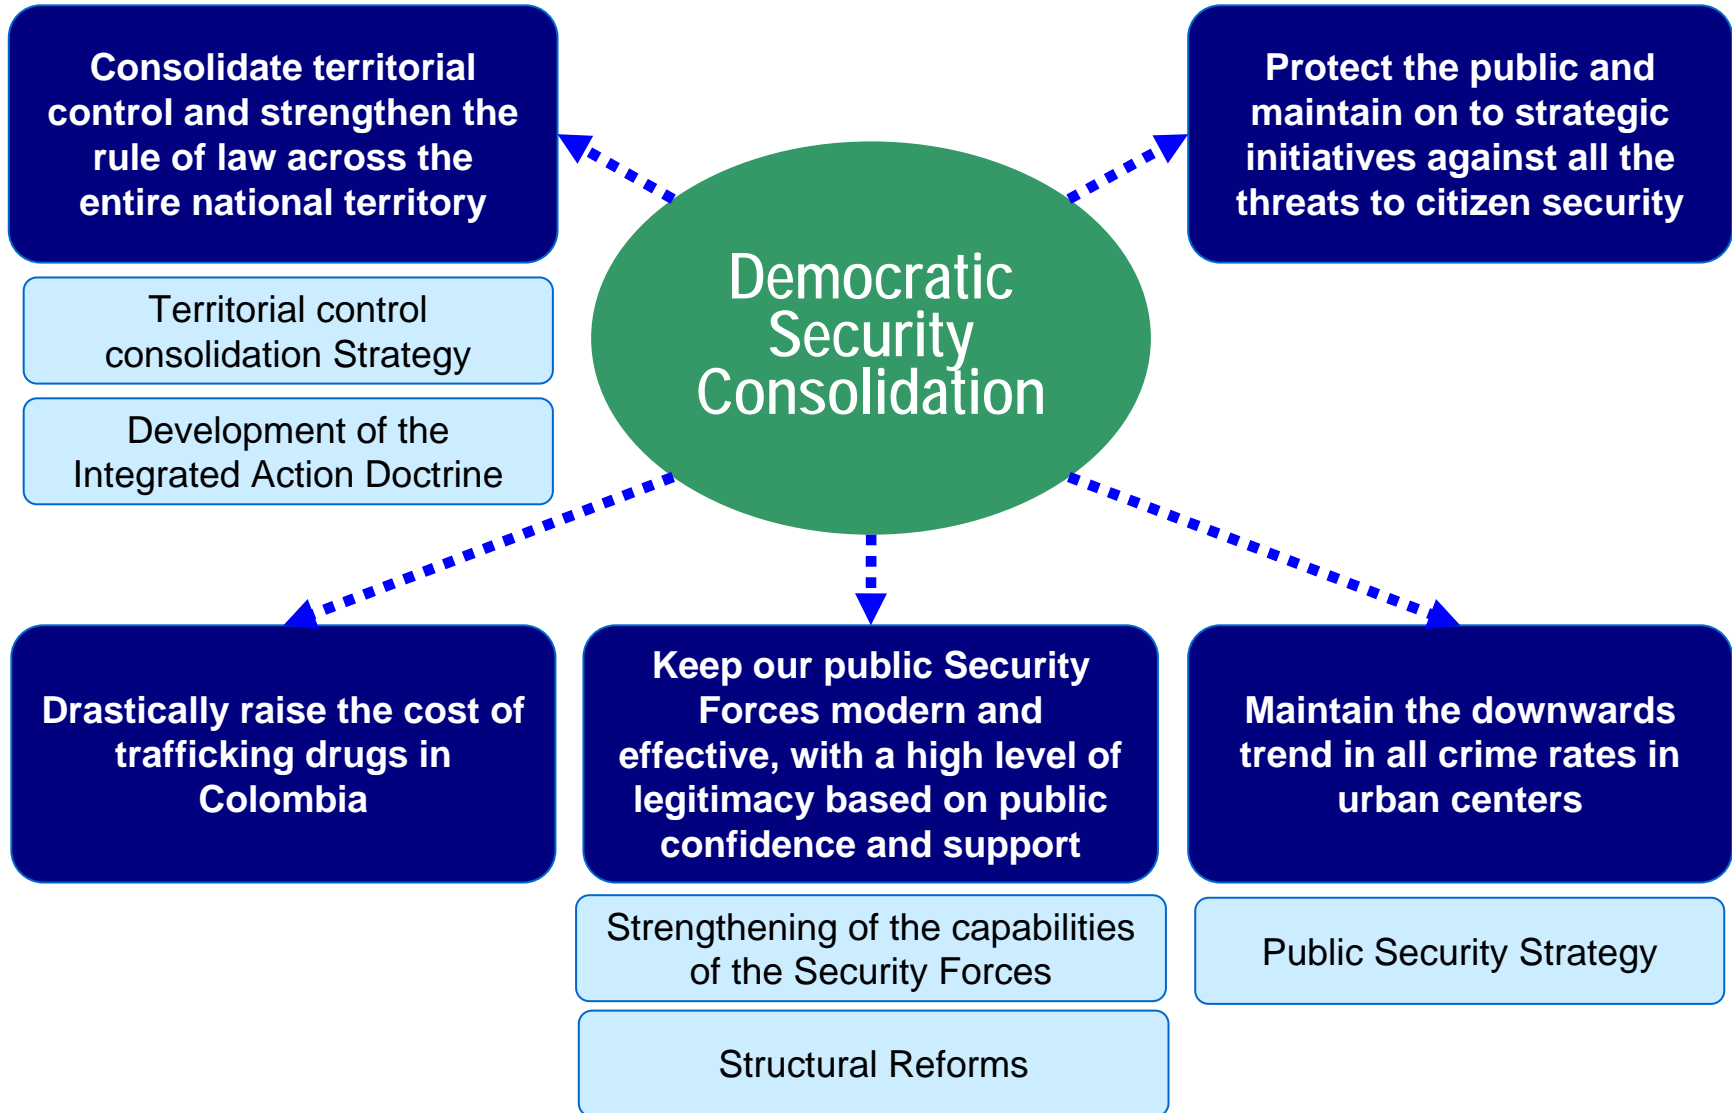 Consolidate territorial
control and strengthen the
rule of law across the
entire national territory
Territorial control
consolidation Strategy
Development of the
Integrated Action Doctrine
Democratic
Security
Consolidation
Protect the public and
maintain on to strategic
initiatives against all the
threats to citizen security
Drastically raise the cost of
trafficking drugs in
Colombia
Keep our public Security
Forces modern and
effective, with a high level of
legitimacy based on public
confidence and support
Strengthening of the capabilities
of the Security Forces
Structural Reforms
Maintain the downwards
trend in all crime rates in
urban centers
Public Security Strategy